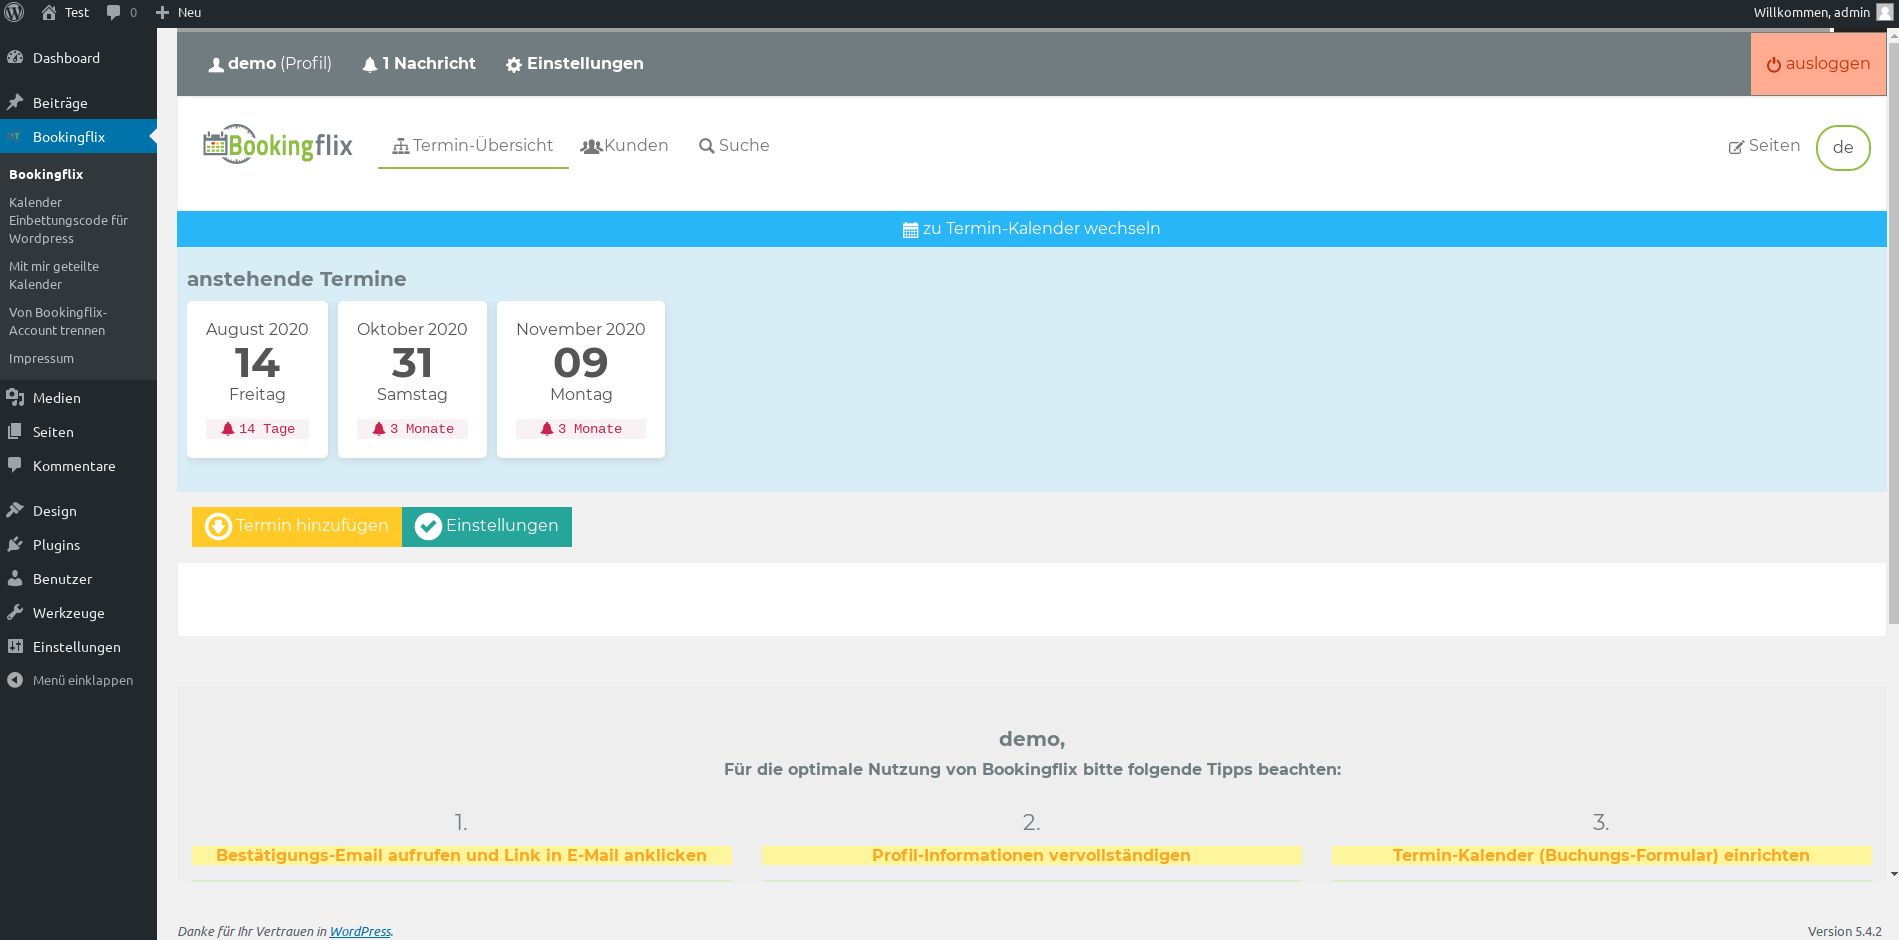 Test
0
Neu
Willkommen, admin
Dashboard
Beiträge
Bookingflix
Bookingflix
Kalender
Einbettungscode für
Wordpress
Mit mir geteilte
Kalender
Von Bookingflix-
Account trennen
Impressum
Medien
Seiten
Kommentare
Design
Plugins
Benutzer
Werkzeuge
Einstellungen
Menü einklappen
demo (Profil)
1 Nachricht
Einstellungen
ausloggen
Bookingflix
Termin-Übersicht
Kunden
Suche
Seiten
de
zu Termin-Kalender wechseln
anstehende Termine
August 2020
14
Freitag
14 Tage
Oktober 2020
31
Samstag
3 Monate
November 2020
09
Montag
3 Monate
Termin hinzufügen
Einstellungen
demo,
Für die optimale Nutzung von Bookingflix bitte folgende Tipps beachten:
1.
Bestätigungs-Email aufrufen und Link in E-Mail anklicken
2.
Profil-Informationen vervollständigen
3.
Termin-Kalender (Buchungs-Formular) einrichten
Danke für Ihr Vertrauen in WordPress.
Version 5.4.2